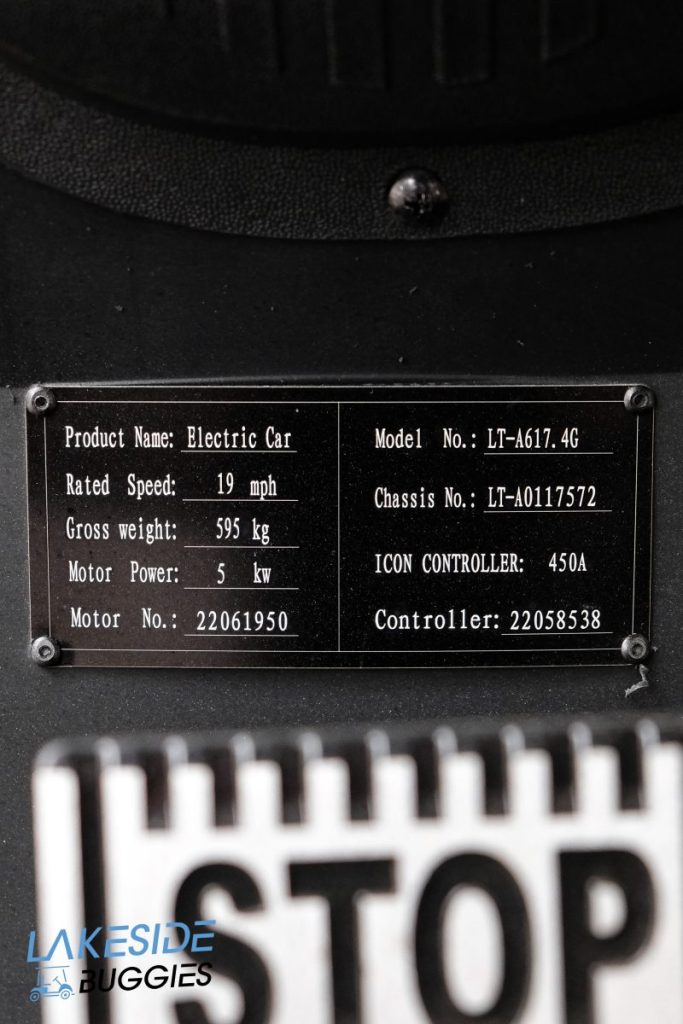 Product Name: Electric Car
Rated Speed: 19 mph
Gross weight: 595 kg
Motor Power: 5 kw
Motor No.: 22061950
Model No.: LT-A617.4G
Chassis No.: LT-A0117572
ICON CONTROLLER: 450A
Controller: 22058538
STOP
LAKESIDE
BUGGIES